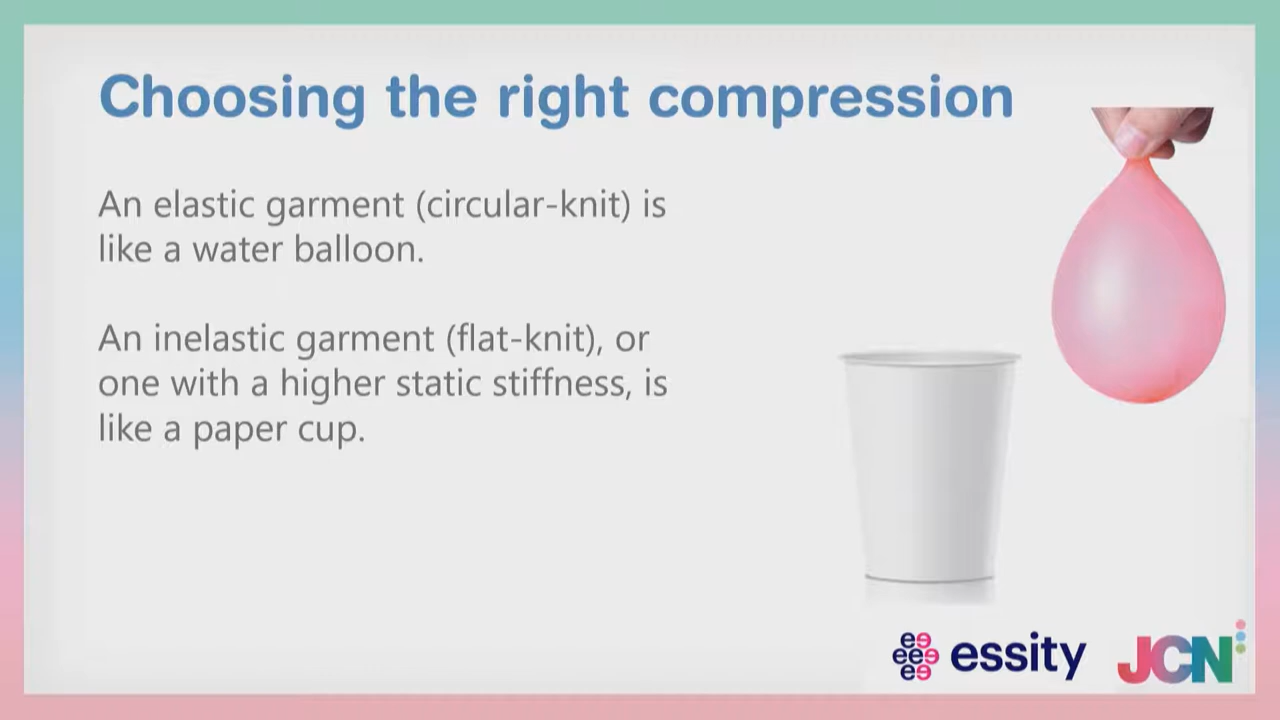 Choosing the right compression
An elastic garment (circular-knit) is
like a water balloon.
An inelastic garment (flat-knit), or
one with a higher static stiffness, is
like a paper cup.
essity
JCN